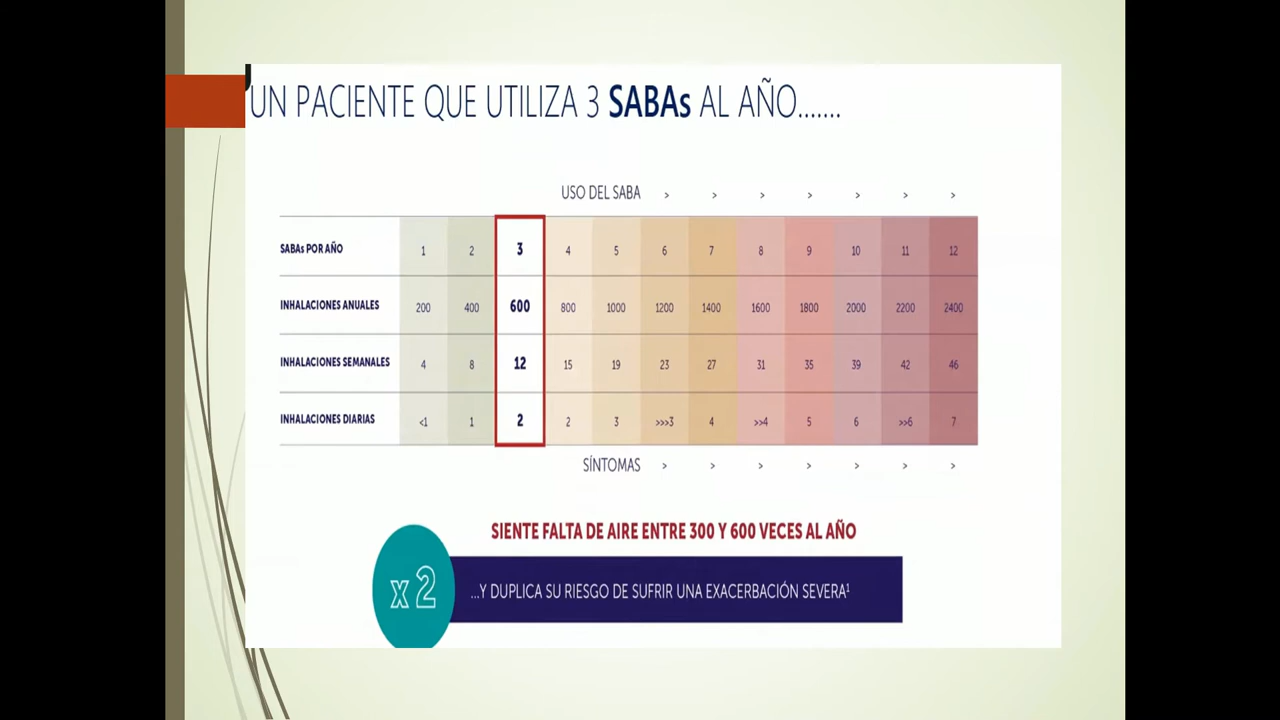 UN PACIENTE QUE UTILIZA 3 SABAs AL AÑO.......
USO DEL SABA > > > > > > >
SABAs POR AÑO 1 2 3 4 5 6 7 8 9 10 11 12
INHALACIONES ANUALES 200 400 600 800 1000 1200 1400 1600 1800 2000 2200 2400
INHALACIONES SEMANALES 4 8 12 15 19 23 27 31 35 39 42 46
INHALACIONES DIARIAS <1 1 2 2 3 >>>3 4 >>4 5 6 >>6 7
SÍNTOMAS > > > > > > >
SIENTE FALTA DE AIRE ENTRE 300 Y 600 VECES AL AÑO
x 2
...Y DUPLICA SU RIESGO DE SUFRIR UNA EXACERBACIÓN SEVERA¹